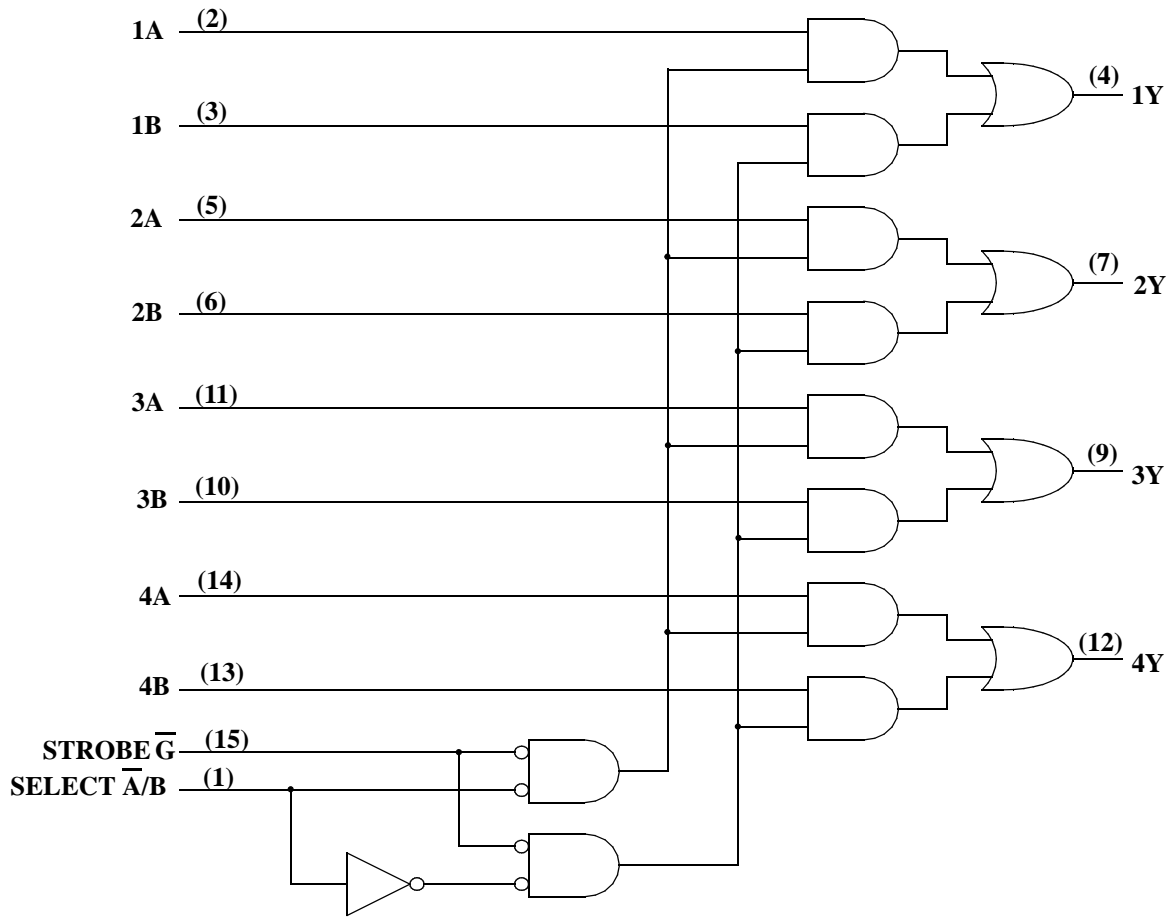 1A (2)
(4) 1Y
1B (3)
2A (5)
(7) 2Y
2B (6)
3A (11)
(9) 3Y
3B (10)
4A (14)
(12) 4Y
4B (13)
STROBE G̅ (15)
SELECT A̅/B (1)